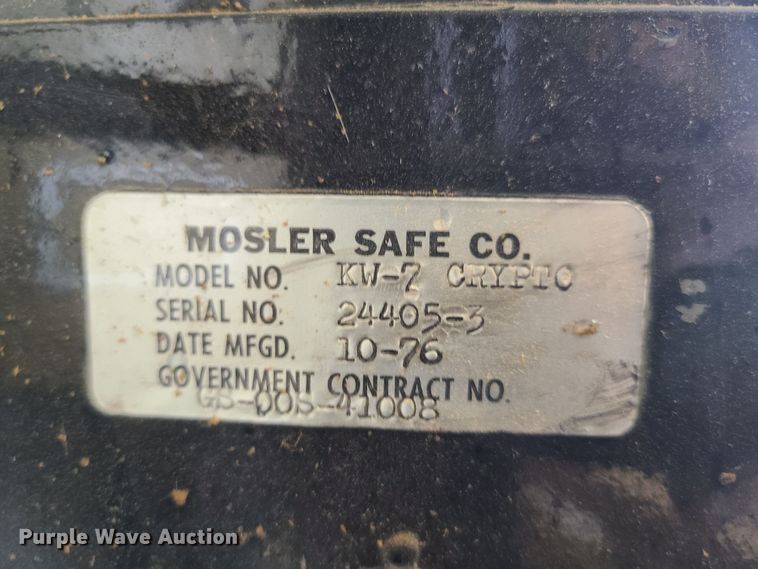 MOSLER SAFE CO.
MODEL NO. KW-7 CRYPTO
SERIAL NO. 24405-3
DATE MFGD. 10-76
GOVERNMENT CONTRACT NO.
GS-00S-41008
Purple Wave Auction